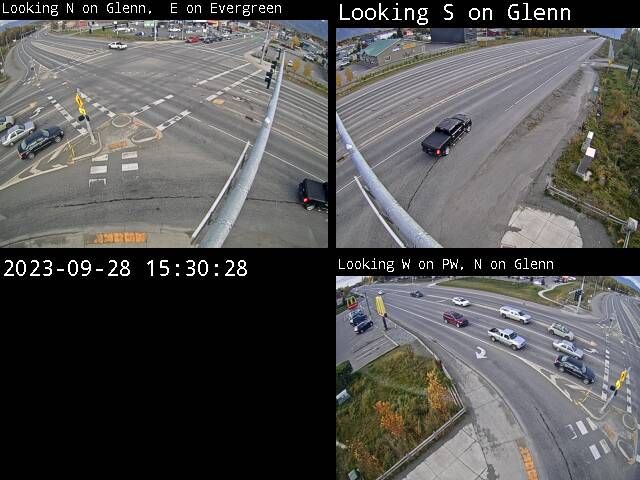 Looking N on Glenn,  E on Evergreen
Looking S on Glenn
2023-09-28 15:30:28
Looking W on PW, N on Glenn